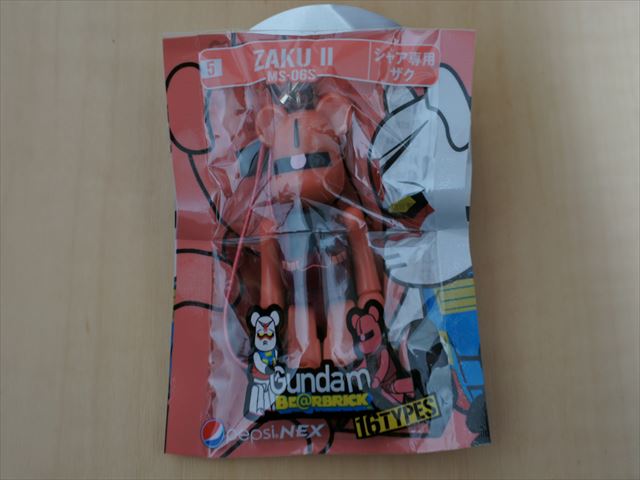 5
ZAKU II
MS-06S
シャア専用
ザク
Gundam
BE@RBRICK
16TYPES
pepsi NEX